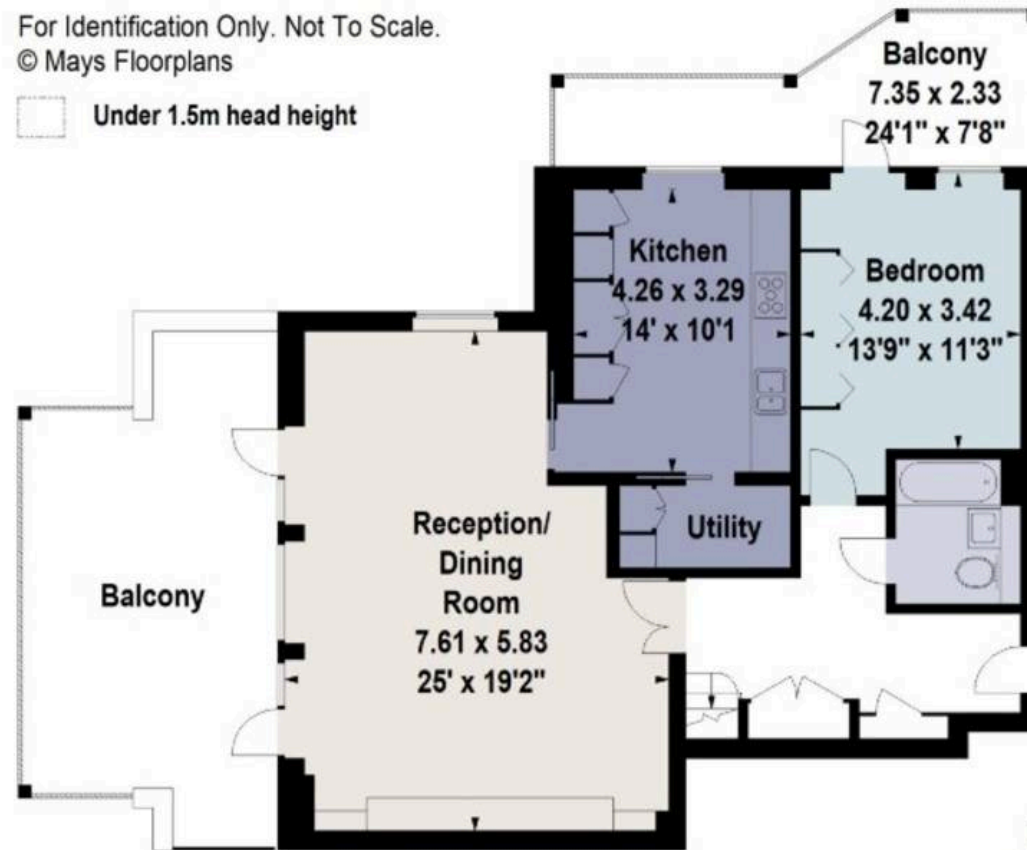 For Identification Only. Not To Scale.
© Mays Floorplans
Under 1.5m head height
Balcony
7.35 x 2.33
24'1" x 7'8"
Kitchen
4.26 x 3.29
14' x 10'1
Bedroom
4.20 x 3.42
13'9" x 11'3"
Utility
Reception/
Dining
Room
7.61 x 5.83
25' x 19'2"
Balcony